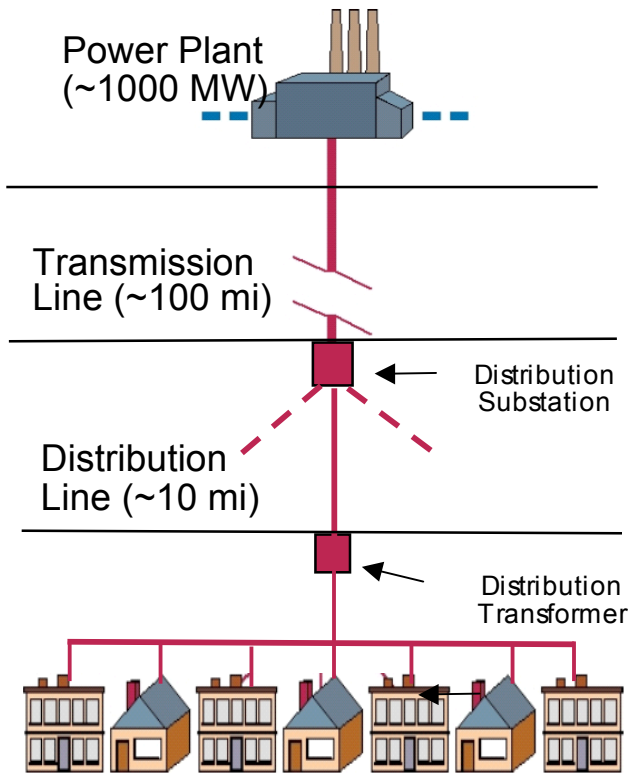 Power Plant
(~1000 MW)
Transmission
Line (~100 mi)
Distribution
Substation
Distribution
Line (~10 mi)
Distribution
Transformer